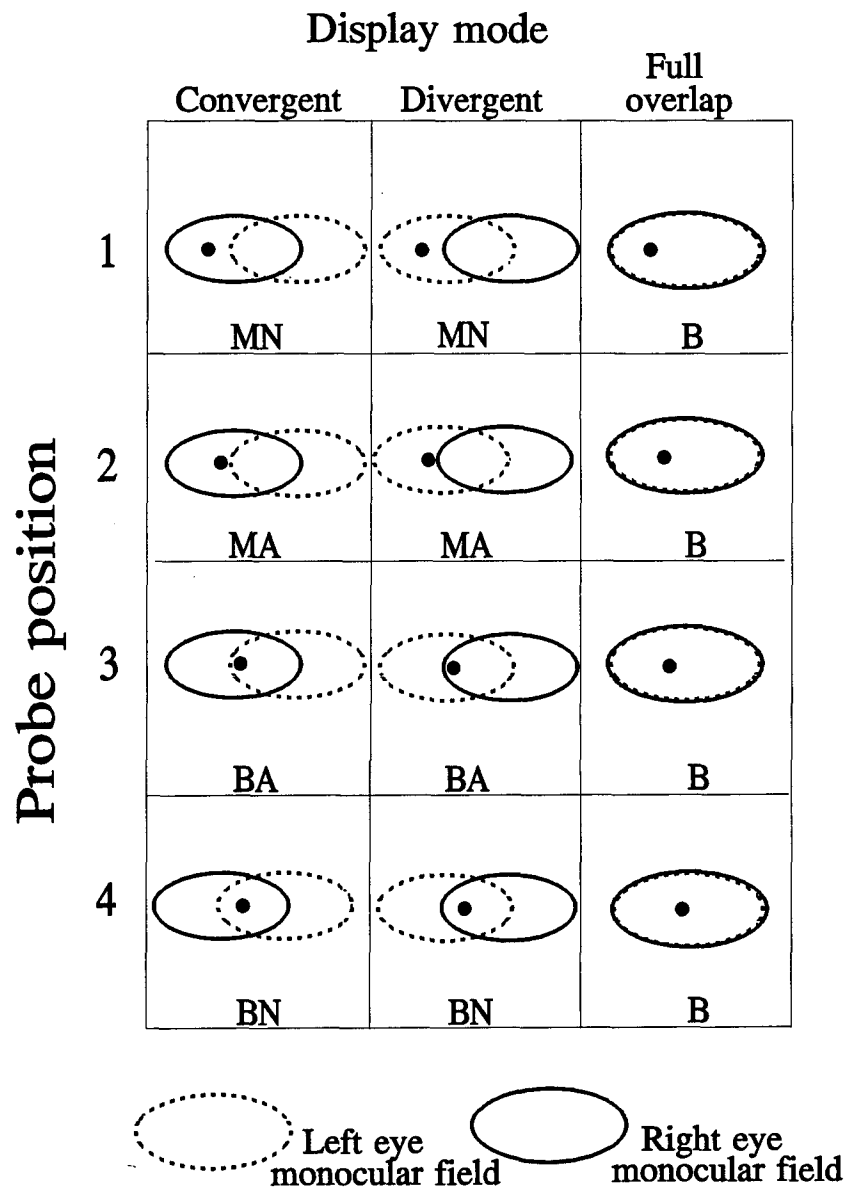 Display mode
Convergent Divergent Full overlap
Probe position
1
MN MN B
2
MA MA B
3
BA BA B
4
BN BN B
Left eye
monocular field
Right eye
monocular field